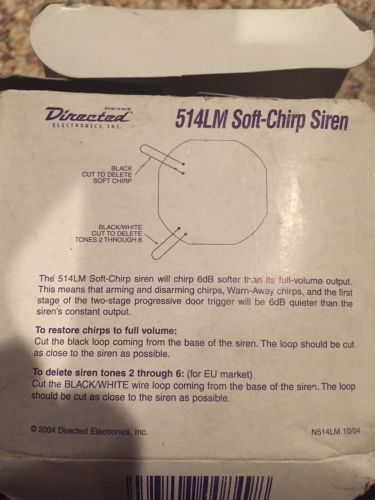 Directed
ELECTRONICS, INC.
514LM Soft-Chirp Siren
BLACK
CUT TO DELETE
SOFT CHIRP
BLACK/WHITE
CUT TO DELETE
TONES 2 THROUGH 6
The 514LM Soft-Chirp siren will chirp 6dB softer than its full-volume output.
This means that arming and disarming chirps, Warn-Away chirps, and the first
stage of the two-stage progressive door trigger will be 6dB quieter than the
siren's constant output.
To restore chirps to full volume:
Cut the black loop coming from the base of the siren. The loop should be cut
as close to the siren as possible.
To delete siren tones 2 through 6: (for EU market)
Cut the BLACK/WHITE wire loop coming from the base of the siren. The loop
should be cut as close to the siren as possible.
© 2004 Directed Electronics, Inc.
N514LM 10/04